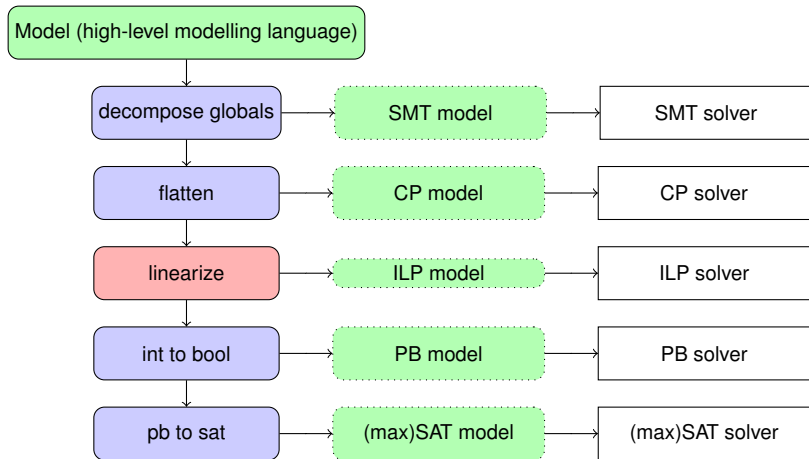 Model (high-level modelling language)
decompose globals
SMT model
SMT solver
flatten
CP model
CP solver
linearize
ILP model
ILP solver
int to bool
PB model
PB solver
pb to sat
(max)SAT model
(max)SAT solver